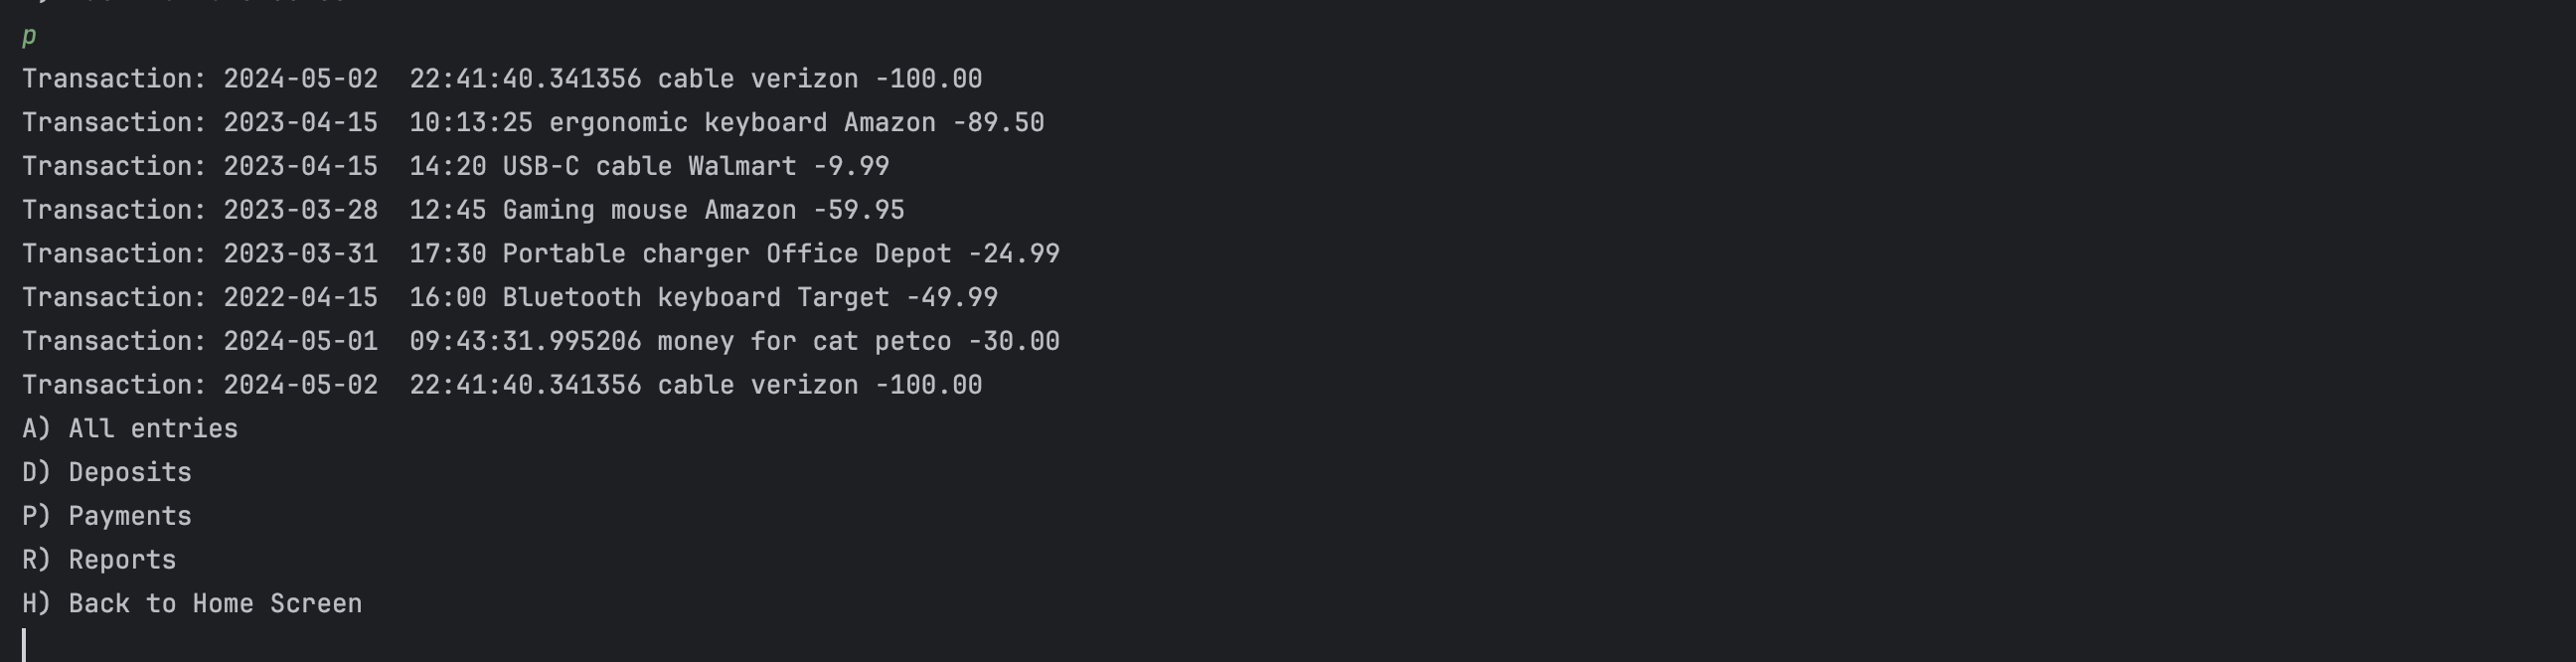 p
Transaction: 2024-05-02  22:41:40.341356 cable verizon -100.00
Transaction: 2023-04-15  10:13:25 ergonomic keyboard Amazon -89.50
Transaction: 2023-04-15  14:20 USB-C cable Walmart -9.99
Transaction: 2023-03-28  12:45 Gaming mouse Amazon -59.95
Transaction: 2023-03-31  17:30 Portable charger Office Depot -24.99
Transaction: 2022-04-15  16:00 Bluetooth keyboard Target -49.99
Transaction: 2024-05-01  09:43:31.995206 money for cat petco -30.00
Transaction: 2024-05-02  22:41:40.341356 cable verizon -100.00
A) All entries
D) Deposits
P) Payments
R) Reports
H) Back to Home Screen